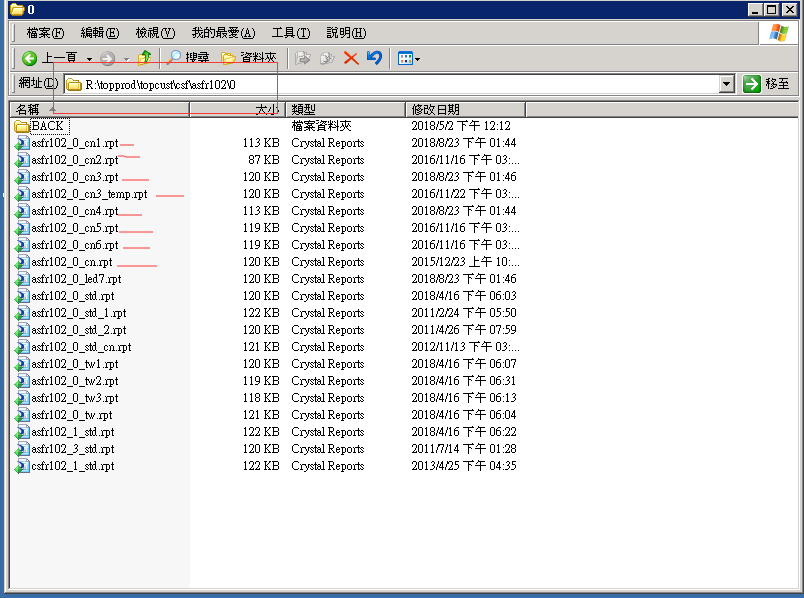 0
檔案(F) 編輯(E) 檢視(V) 我的最愛(A) 工具(T) 說明(H)
上一頁 搜尋 資料夾
網址(D) R:\topprod\topcust\csf\asfr102\0 移至
名稱 大小 類型 修改日期
BACK 檔案資料夾 2018/5/2 下午 12:12
asfr102_0_cn1.rpt 113 KB Crystal Reports 2018/8/23 下午 01:44
asfr102_0_cn2.rpt 87 KB Crystal Reports 2016/11/16 下午 03:...
asfr102_0_cn3.rpt 120 KB Crystal Reports 2018/8/23 下午 01:46
asfr102_0_cn3_temp.rpt 120 KB Crystal Reports 2016/11/22 下午 03:...
asfr102_0_cn4.rpt 113 KB Crystal Reports 2018/8/23 下午 01:44
asfr102_0_cn5.rpt 119 KB Crystal Reports 2016/11/16 下午 03:...
asfr102_0_cn6.rpt 119 KB Crystal Reports 2016/11/16 下午 03:...
asfr102_0_cn.rpt 120 KB Crystal Reports 2015/12/23 上午 10:...
asfr102_0_led7.rpt 120 KB Crystal Reports 2018/8/23 下午 01:46
asfr102_0_std.rpt 120 KB Crystal Reports 2018/4/16 下午 06:03
asfr102_0_std_1.rpt 122 KB Crystal Reports 2011/2/24 下午 05:50
asfr102_0_std_2.rpt 120 KB Crystal Reports 2011/4/26 下午 07:59
asfr102_0_std_cn.rpt 121 KB Crystal Reports 2012/11/13 下午 03:...
asfr102_0_tw1.rpt 120 KB Crystal Reports 2018/4/16 下午 06:07
asfr102_0_tw2.rpt 119 KB Crystal Reports 2018/4/16 下午 06:31
asfr102_0_tw3.rpt 118 KB Crystal Reports 2018/4/16 下午 06:13
asfr102_0_tw.rpt 121 KB Crystal Reports 2018/4/16 下午 06:04
asfr102_1_std.rpt 122 KB Crystal Reports 2018/4/16 下午 06:22
asfr102_3_std.rpt 120 KB Crystal Reports 2011/7/14 下午 01:28
csfr102_1_std.rpt 122 KB Crystal Reports 2013/4/25 下午 04:35